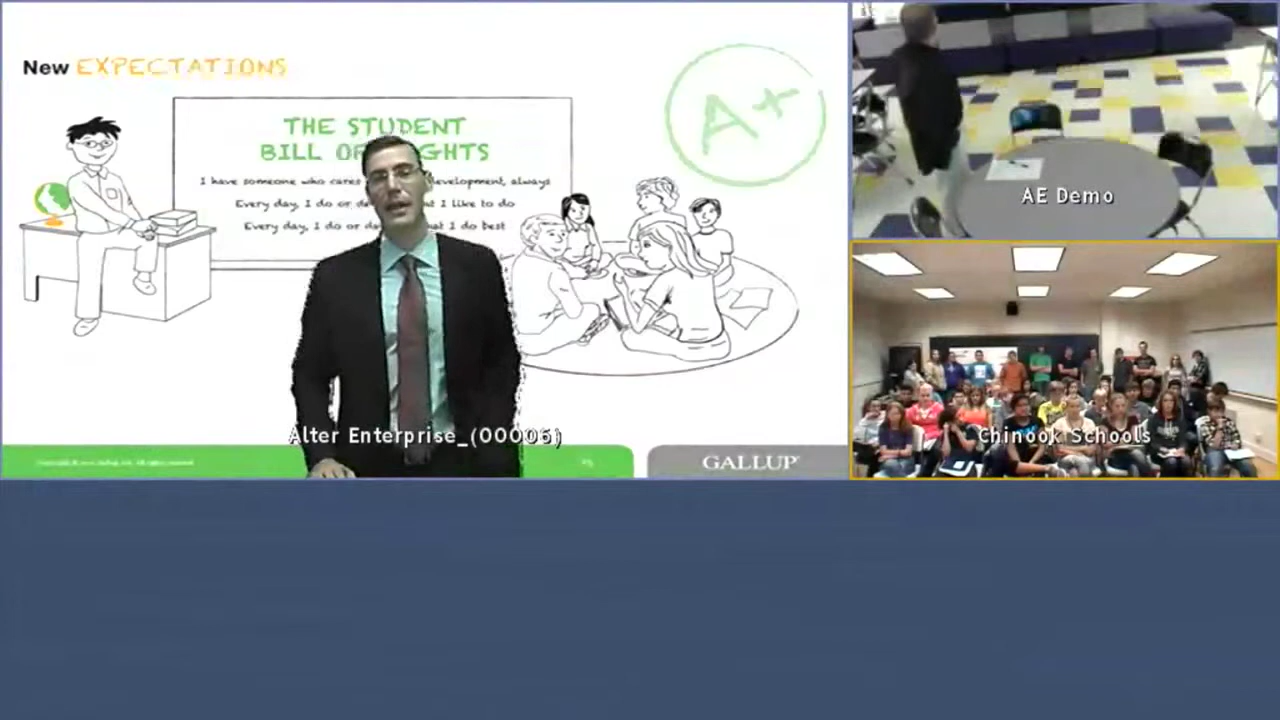 New EXPECTATIONS
A+
THE STUDENT
BILL OF
I have someone who cares development, always
Every day, I do or I like to do
Every day, I do or I do best
Alter Enterprise_(00006)
GALLUP
AE Demo
Chinook Schools